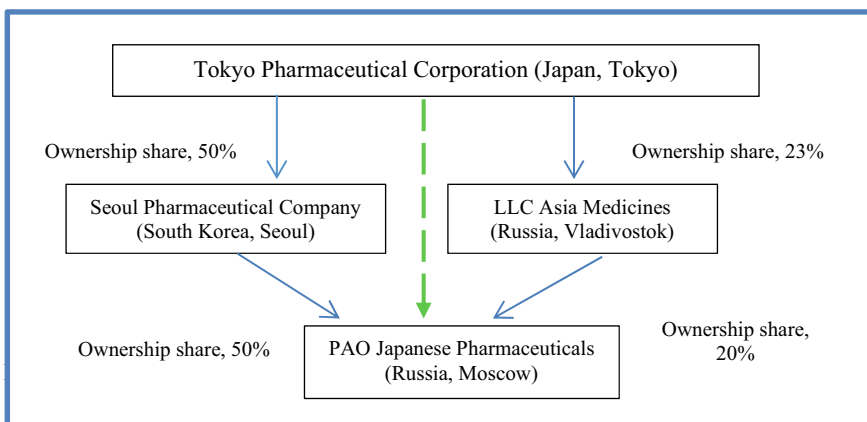 Tokyo Pharmaceutical Corporation (Japan, Tokyo)
Ownership share, 50%
Ownership share, 23%
Seoul Pharmaceutical Company
(South Korea, Seoul)
LLC Asia Medicines
(Russia, Vladivostok)
Ownership share, 50%
PAO Japanese Pharmaceuticals
(Russia, Moscow)
Ownership share,
20%